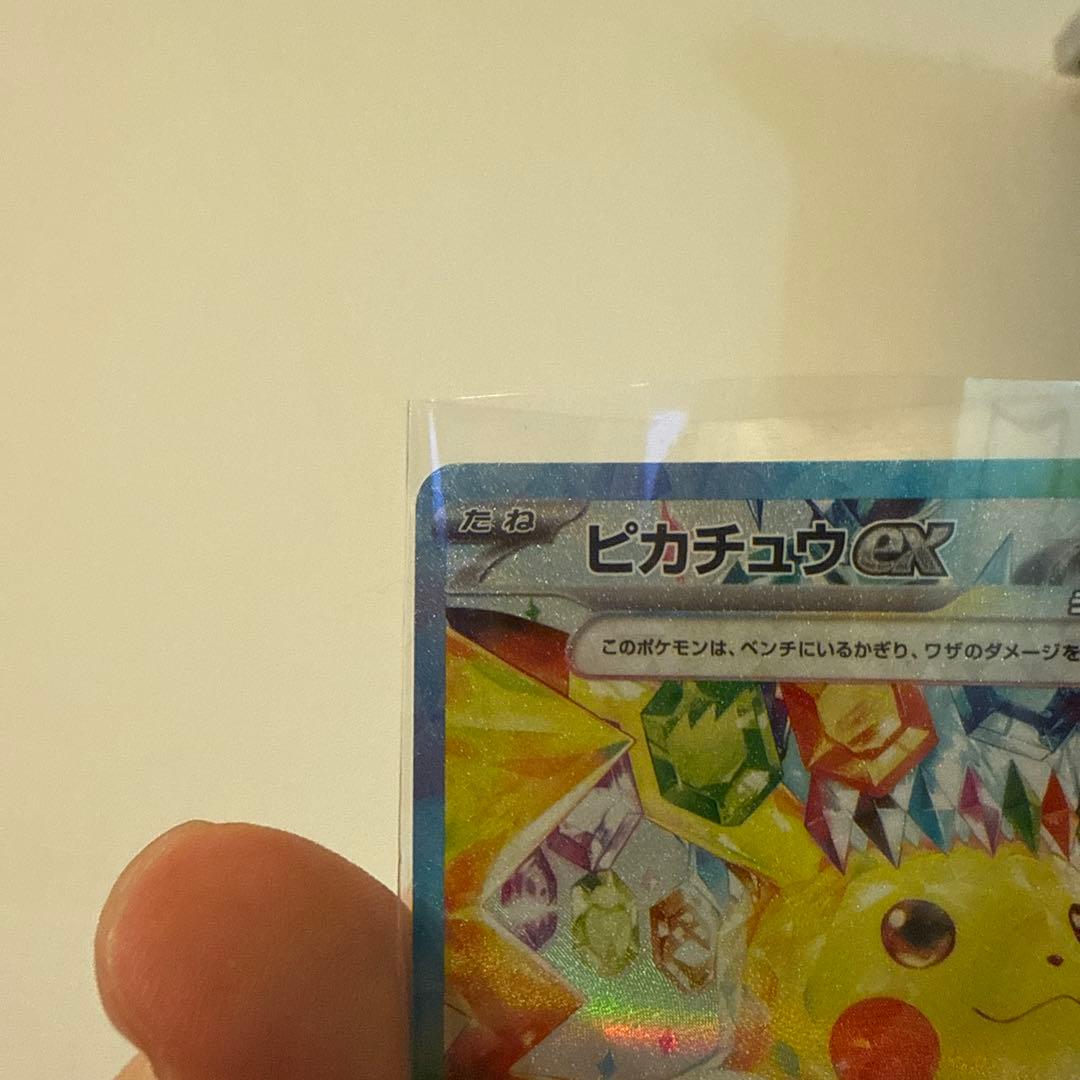 たね
ピカチュウex
このポケモンは、ベンチにいるかぎり、ワザのダメージを